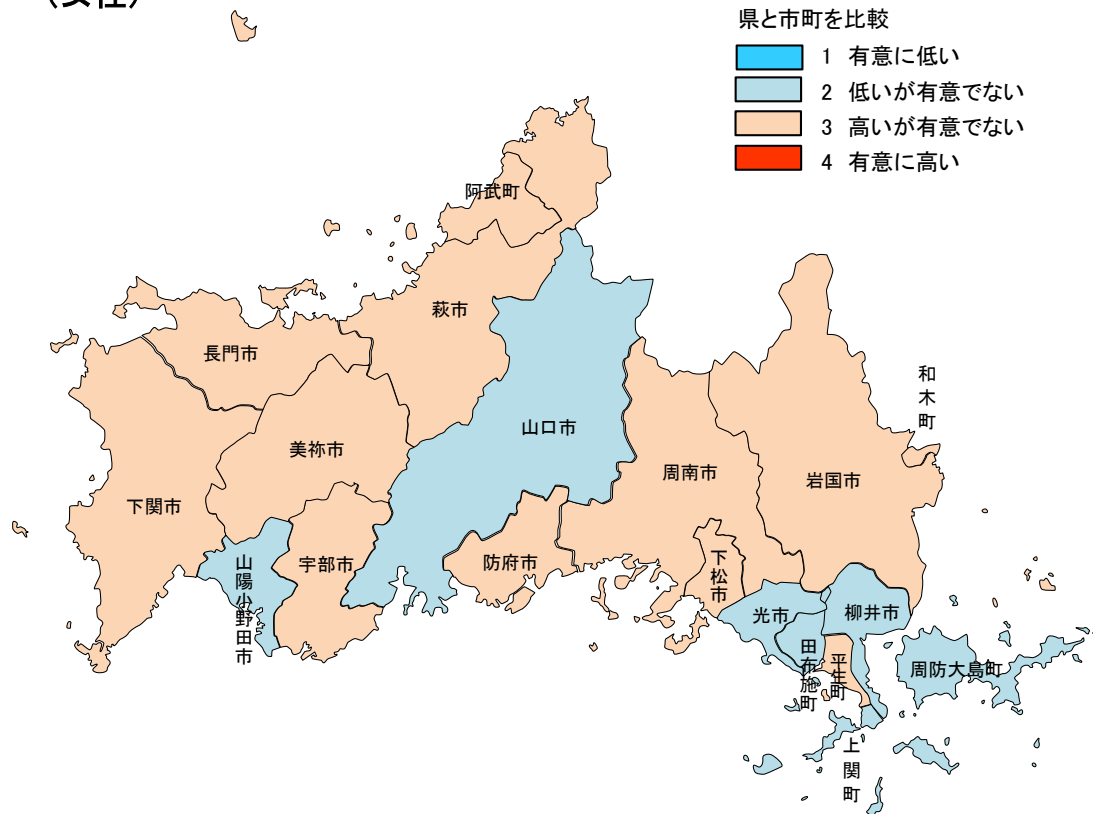 (女性)
県と市町を比較
1 有意に低い
2 低いが有意でない
3 高いが有意でない
4 有意に高い
阿武町
萩市
長門市
和木町
山口市
美祢市
周南市
岩国市
下関市
山陽小野田市
宇部市
防府市
下松市
光市
柳井市
田布施町
平生町
周防大島町
上関町